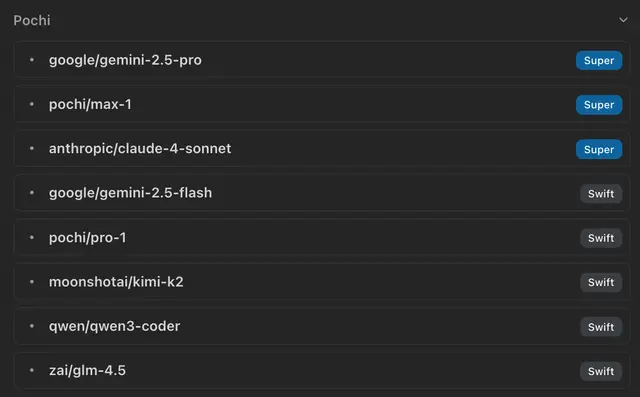 Pochi
• google/gemini-2.5-pro Super
• pochi/max-1 Super
• anthropic/claude-4-sonnet Super
• google/gemini-2.5-flash Swift
• pochi/pro-1 Swift
• moonshotai/kimi-k2 Swift
• qwen/qwen3-coder Swift
• zai/glm-4.5 Swift